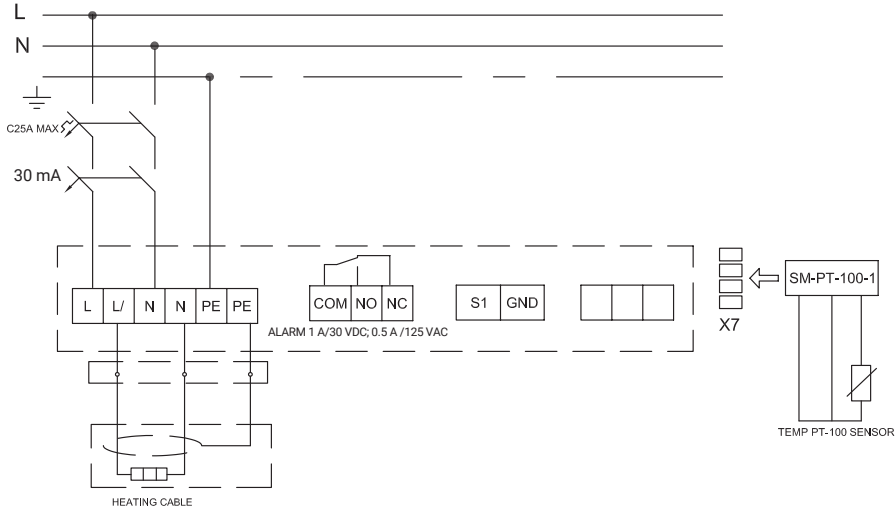 L
N
C25A MAX
30 mA
L L/ N N PE PE
COM NO NC
S1 GND
ALARM 1 A/30 VDC; 0.5 A /125 VAC
X7
SM-PT-100-1
TEMP PT-100 SENSOR
HEATING CABLE